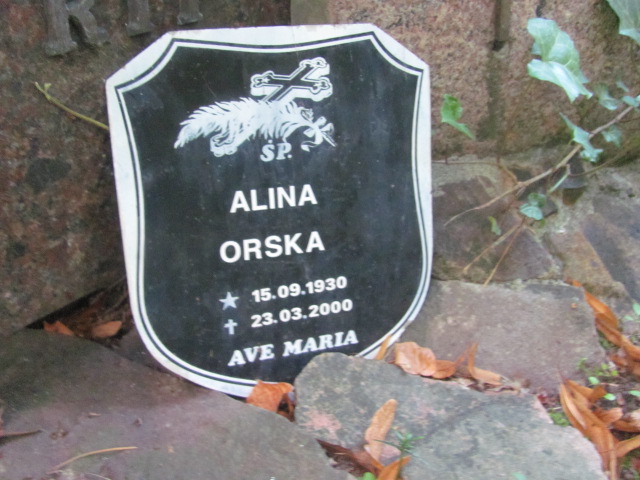 ŚP.
ALINA
ORSKA
15.09.1930
23.03.2000
AVE MARIA